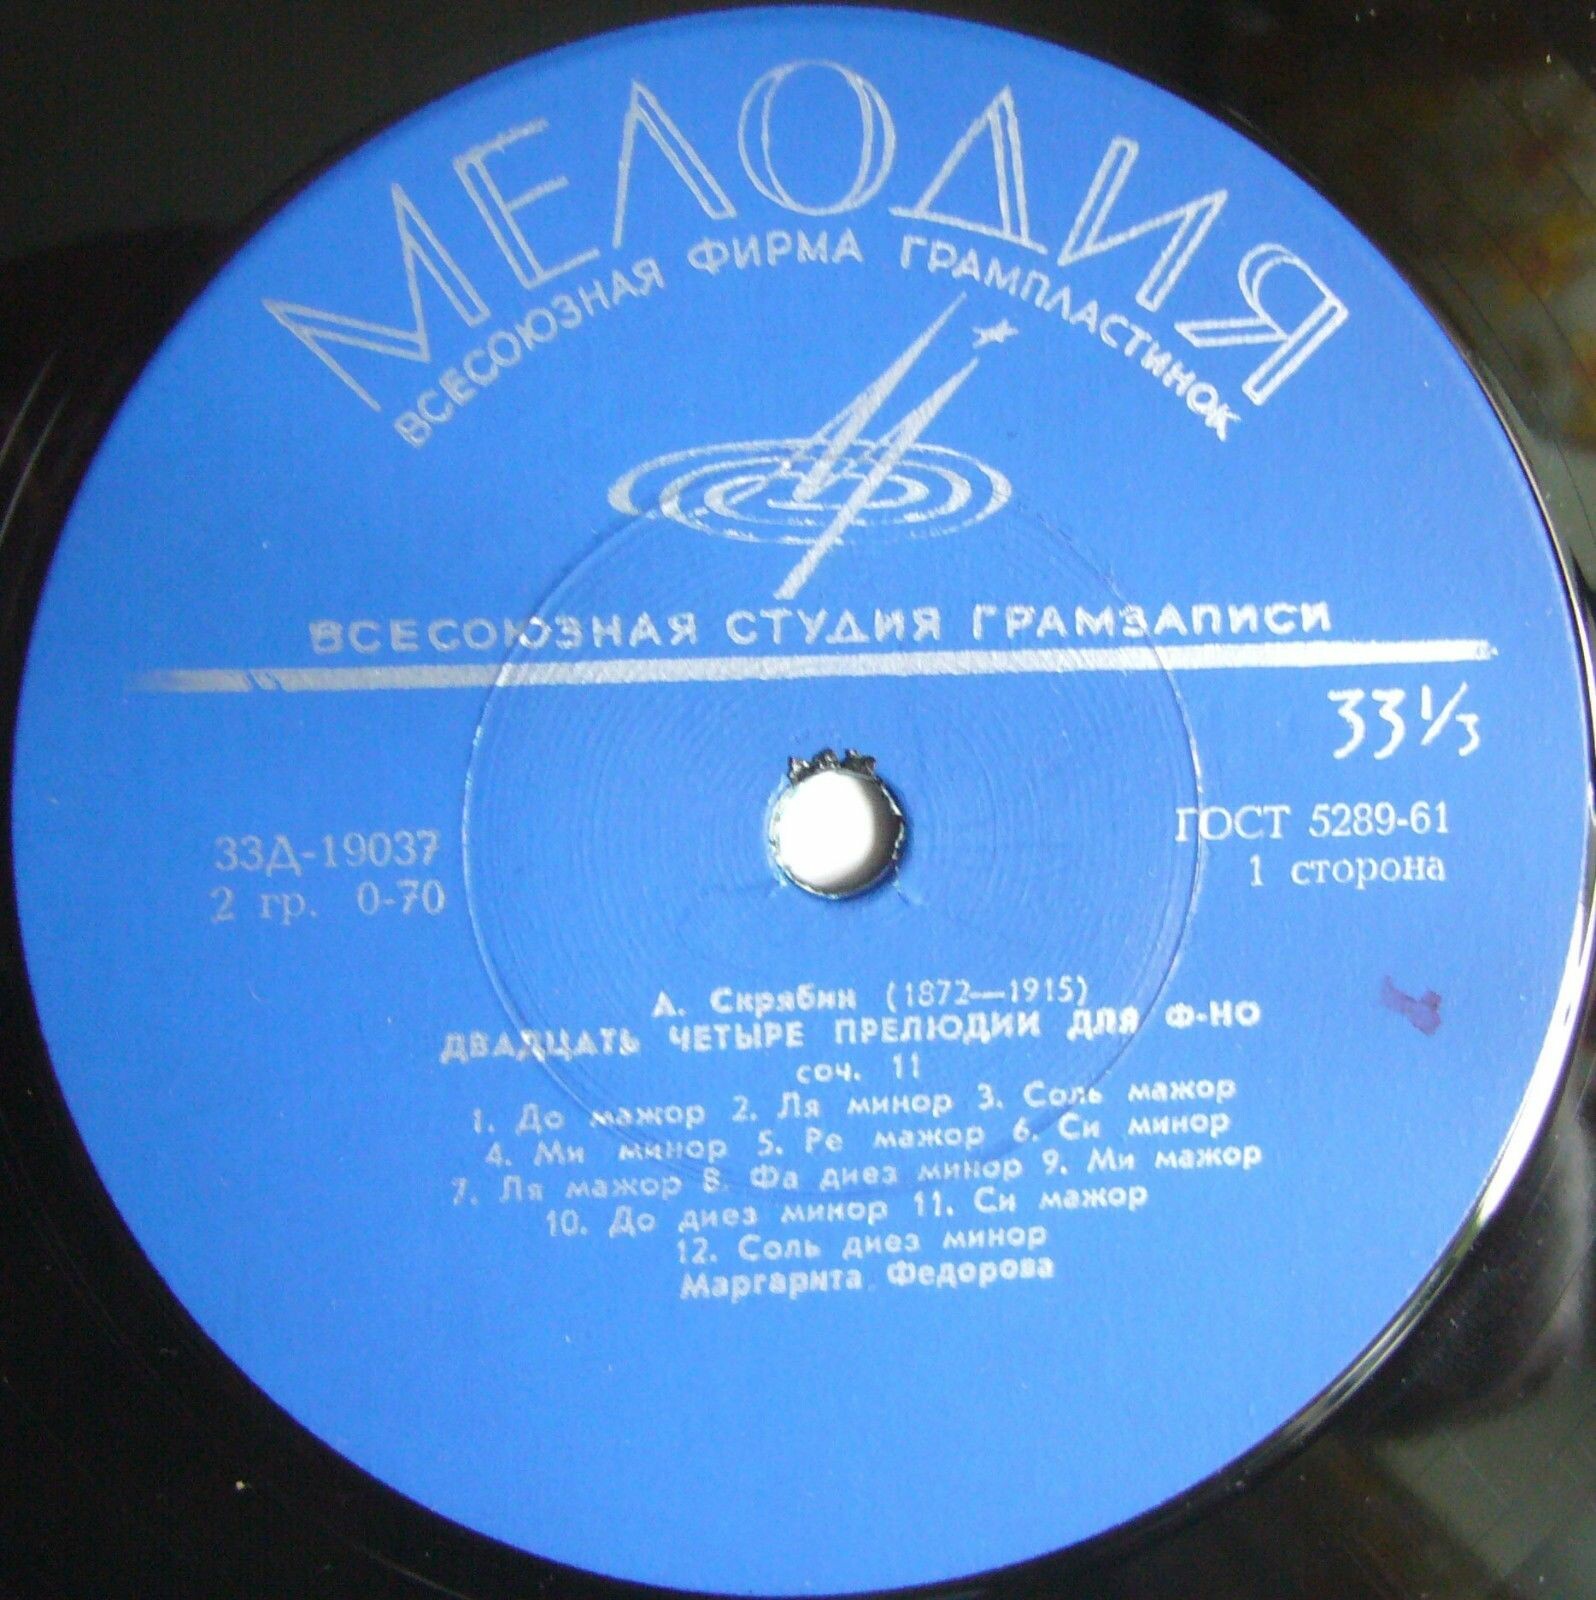 МЕЛОДИЯ
ВСЕСОЮЗНАЯ ФИРМА ГРАМПЛАСТИНОК
ВСЕСОЮЗНАЯ СТУДИЯ ГРАМЗАПИСИ
33 1/3
33Д-19037
2 гр. 0-70
ГОСТ 5289-61
1 сторона
А. Скрябин (1872—1915)
ДВАДЦАТЬ ЧЕТЫРЕ ПРЕЛЮДИИ ДЛЯ Ф-НО
соч. 11
1. До мажор 2. Ля минор 3. Соль мажор
4. Ми минор 5. Ре мажор 6. Си минор
7. Ля мажор 8. Фа диез минор 9. Ми мажор
10. До диез минор 11. Си мажор
12. Соль диез минор
Маргарита Федорова